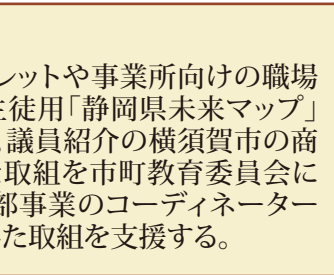 レットや事業所向けの職場
生徒用「静岡県未来マップ」
議員紹介の横須賀市の商
取組を市町教育委員会に
部事業のコーディネーター
た取組を支援する。